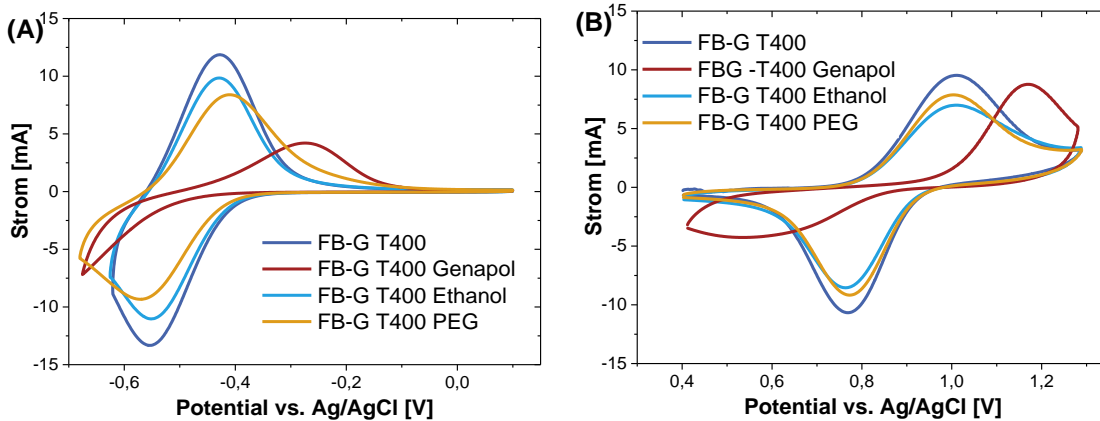 (A)
15
10
5
0
-5
-10
-15
Strom [mA]
FB-G T400
FB-G T400 Genapol
FB-G T400 Ethanol
FB-G T400 PEG
-0,6
-0,4
-0,2
0,0
Potential vs. Ag/AgCl [V]
(B)
15
10
5
0
-5
-10
-15
Strom [mA]
FB-G T400
FBG -T400 Genapol
FB-G T400 Ethanol
FB-G T400 PEG
0,4
0,6
0,8
1,0
1,2
Potential vs. Ag/AgCl [V]